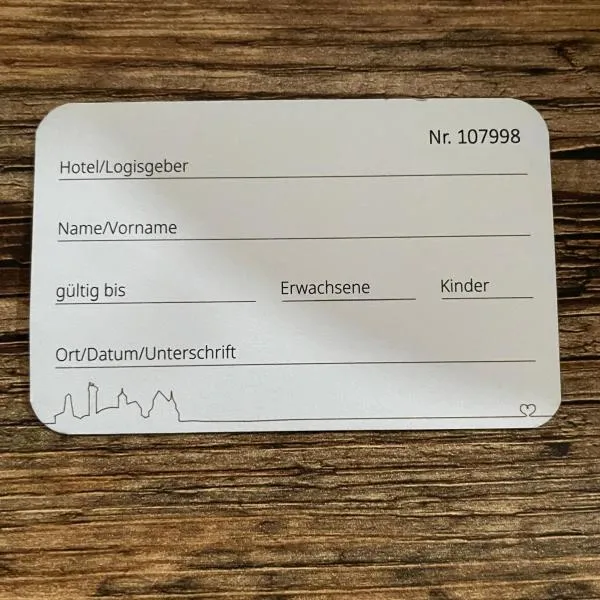 Nr. 107998
Hotel/Logisgeber
Name/Vorname
gültig bis Erwachsene Kinder
Ort/Datum/Unterschrift